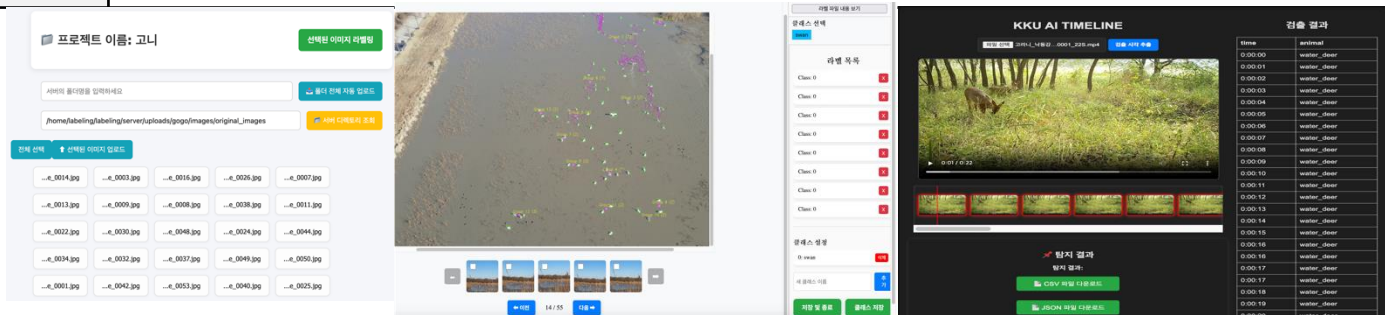 프로젝트 이름: 고니
선택된 이미지 라벨링
서버의 폴더명을 입력하세요
폴더 전체 자동 업로드
/home/labeling/labeling/server/uploads/gogo/images/original_images
서버 디렉토리 조회
전체 선택
선택된 이미지 업로드
...e_0014.jpg ...e_0003.jpg ...e_0016.jpg ...e_0026.jpg ...e_0007.jpg
...e_0013.jpg ...e_0009.jpg ...e_0008.jpg ...e_0038.jpg ...e_0011.jpg
...e_0022.jpg ...e_0030.jpg ...e_0048.jpg ...e_0024.jpg ...e_0044.jpg
...e_0034.jpg ...e_0032.jpg ...e_0037.jpg ...e_0049.jpg ...e_0050.jpg
...e_0001.jpg ...e_0042.jpg ...e_0053.jpg ...e_0040.jpg ...e_0025.jpg
라벨 파일 내용 보기
클래스 선택
swan
라벨 목록
Class: 0 X
Class: 0 X
Class: 0 X
Class: 0 X
Class: 0 X
Class: 0 X
Class: 0 X
Class: 0 X
클래스 설정
0: swan 삭제
새 클래스 이름 추가
이전 14 / 55 다음
저장 및 종료 클래스 저장
KKU AI TIMELINE
파일 선택 고라니_낙동강...0001_225.mp4
0:01 / 0:22
탐지 결과
탐지 결과:
CSV 파일 다운로드
JSON 파일 다운로드
검출 결과
time animal
0:00:00 water_deer
0:00:01 water_deer
0:00:02 water_deer
0:00:03 water_deer
0:00:04 water_deer
0:00:05 water_deer
0:00:06 water_deer
0:00:07 water_deer
0:00:08 water_deer
0:00:09 water_deer
0:00:10 water_deer
0:00:11 water_deer
0:00:12 water_deer
0:00:13 water_deer
0:00:14 water_deer
0:00:15 water_deer
0:00:16 water_deer
0:00:16 water_deer
0:00:17 water_deer
0:00:17 water_deer
0:00:18 water_deer
0:00:19 water_deer